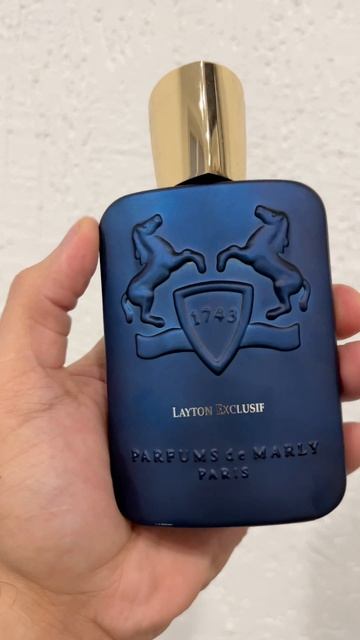 1743
LAYTON EXCLUSIF
PARFUMS de MARLY
PARIS